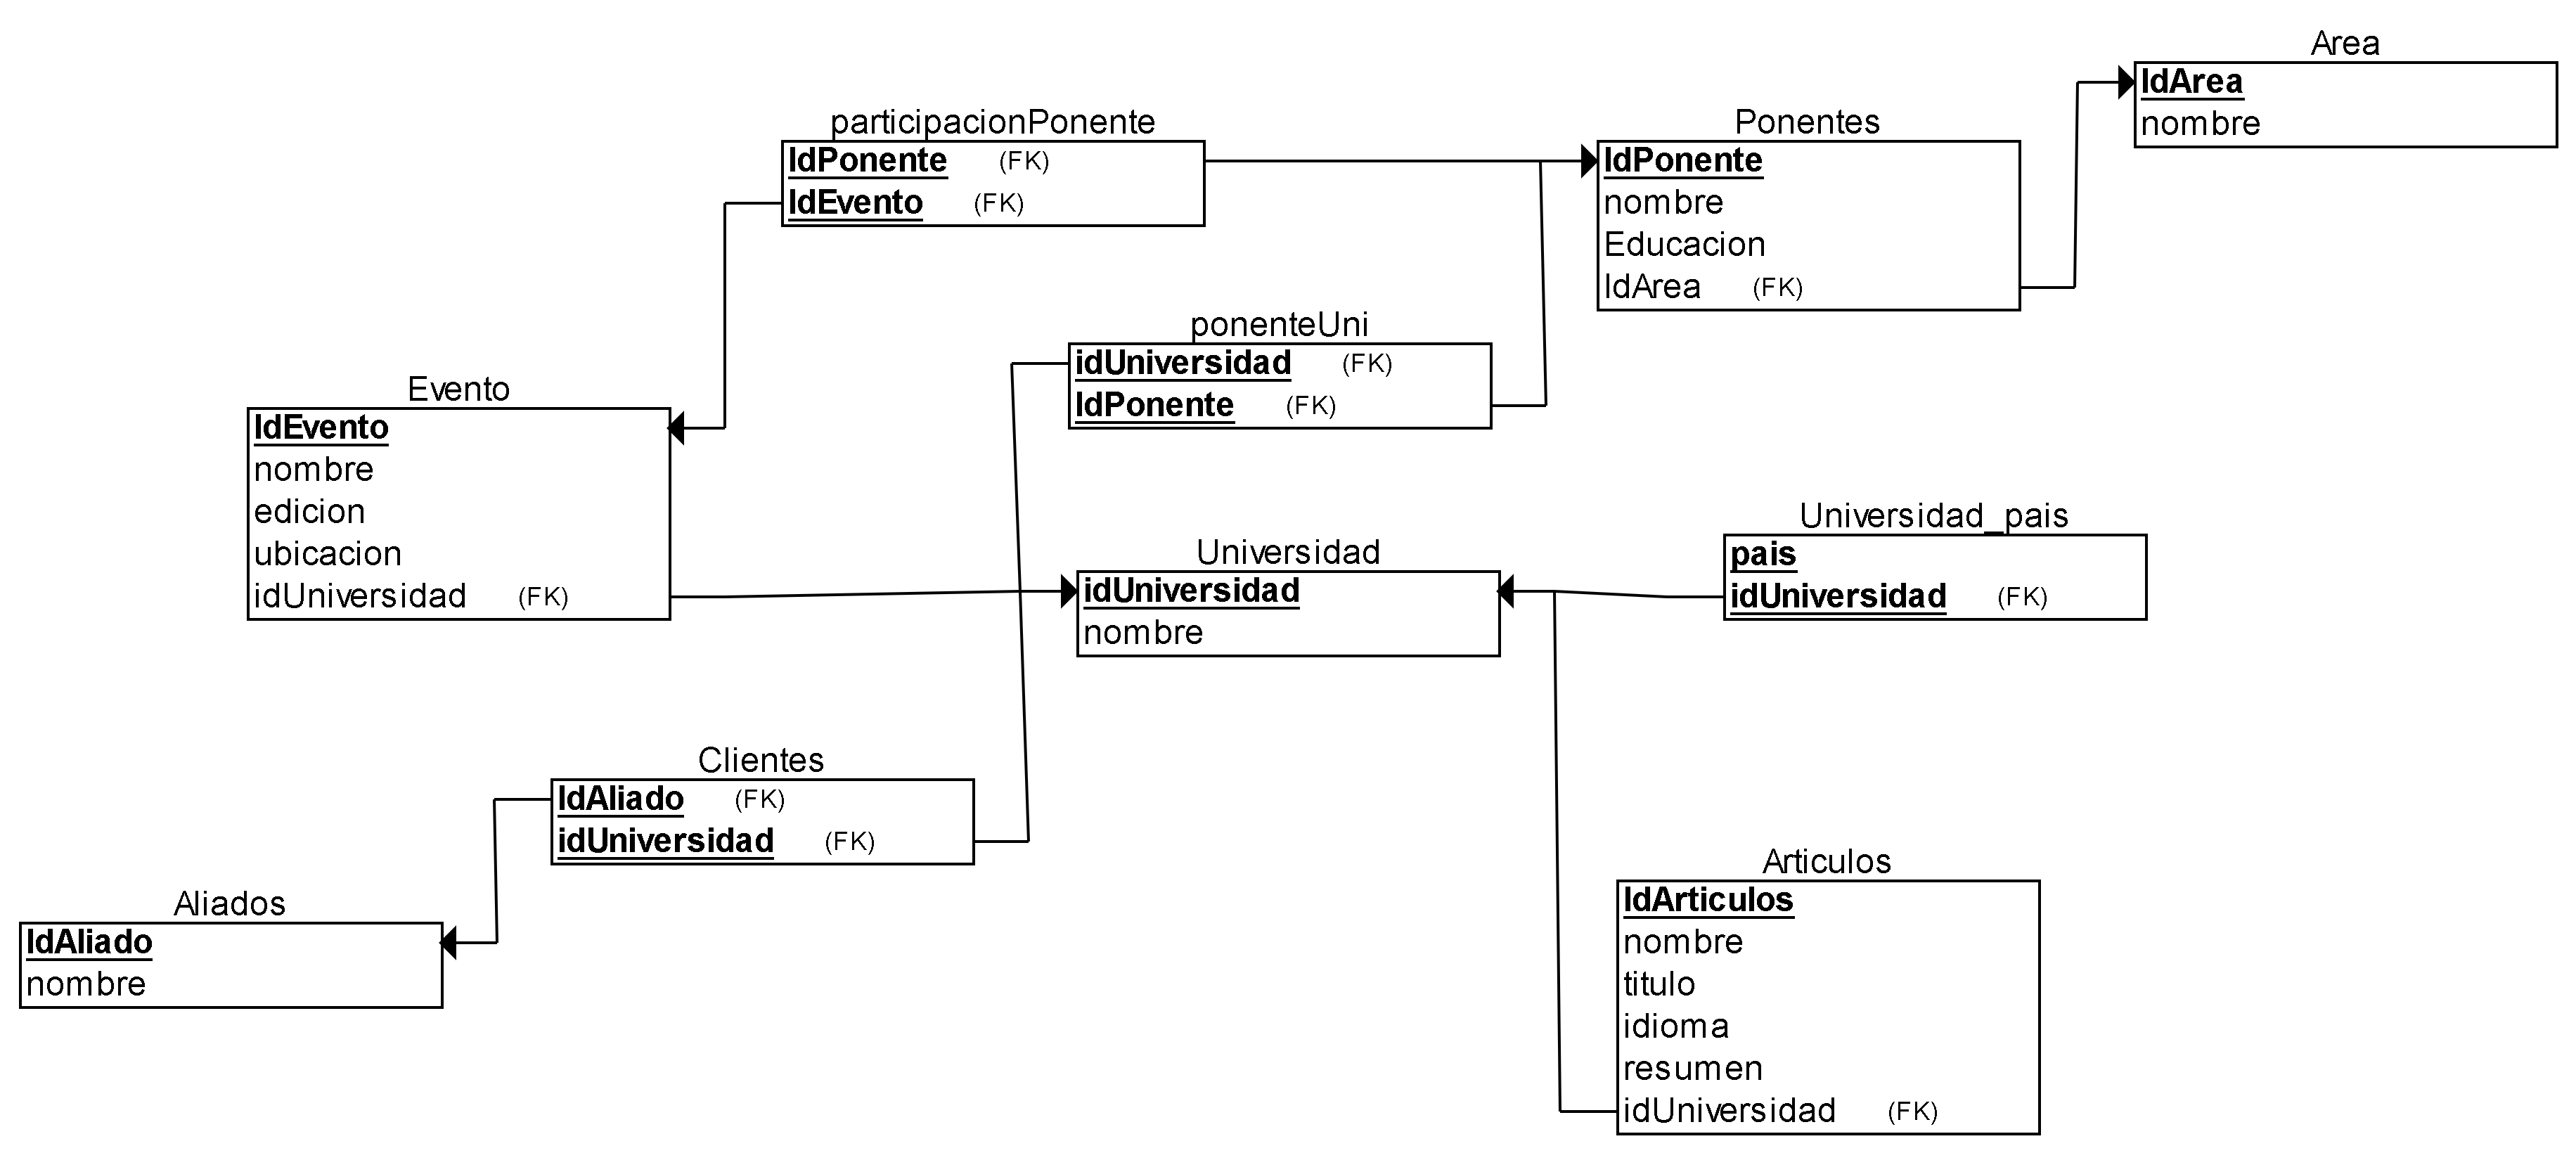 Area
IdArea
nombre
participacionPonente
IdPonente (FK)
IdEvento (FK)
Ponentes
IdPonente
nombre
Educacion
IdArea (FK)
ponenteUni
idUniversidad (FK)
IdPonente (FK)
Evento
IdEvento
nombre
edicion
ubicacion
idUniversidad (FK)
Universidad
idUniversidad
nombre
Universidad_pais
pais
idUniversidad (FK)
Clientes
IdAliado (FK)
idUniversidad (FK)
Aliados
IdAliado
nombre
Articulos
IdArticulos
nombre
titulo
idioma
resumen
idUniversidad (FK)